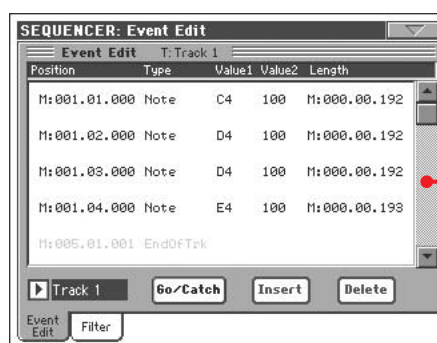 SEQUENCER: Event Edit
Event Edit T:Track 1
Position Type Value1 Value2 Length
M:001.01.000 Note C4 100 M:000.00.192
M:001.02.000 Note D4 100 M:000.00.192
M:001.03.000 Note D4 100 M:000.00.192
M:001.04.000 Note E4 100 M:000.00.193
M:005.01.001 EndOfTrk
Track 1 Go/Catch Insert Delete
Event Edit Filter